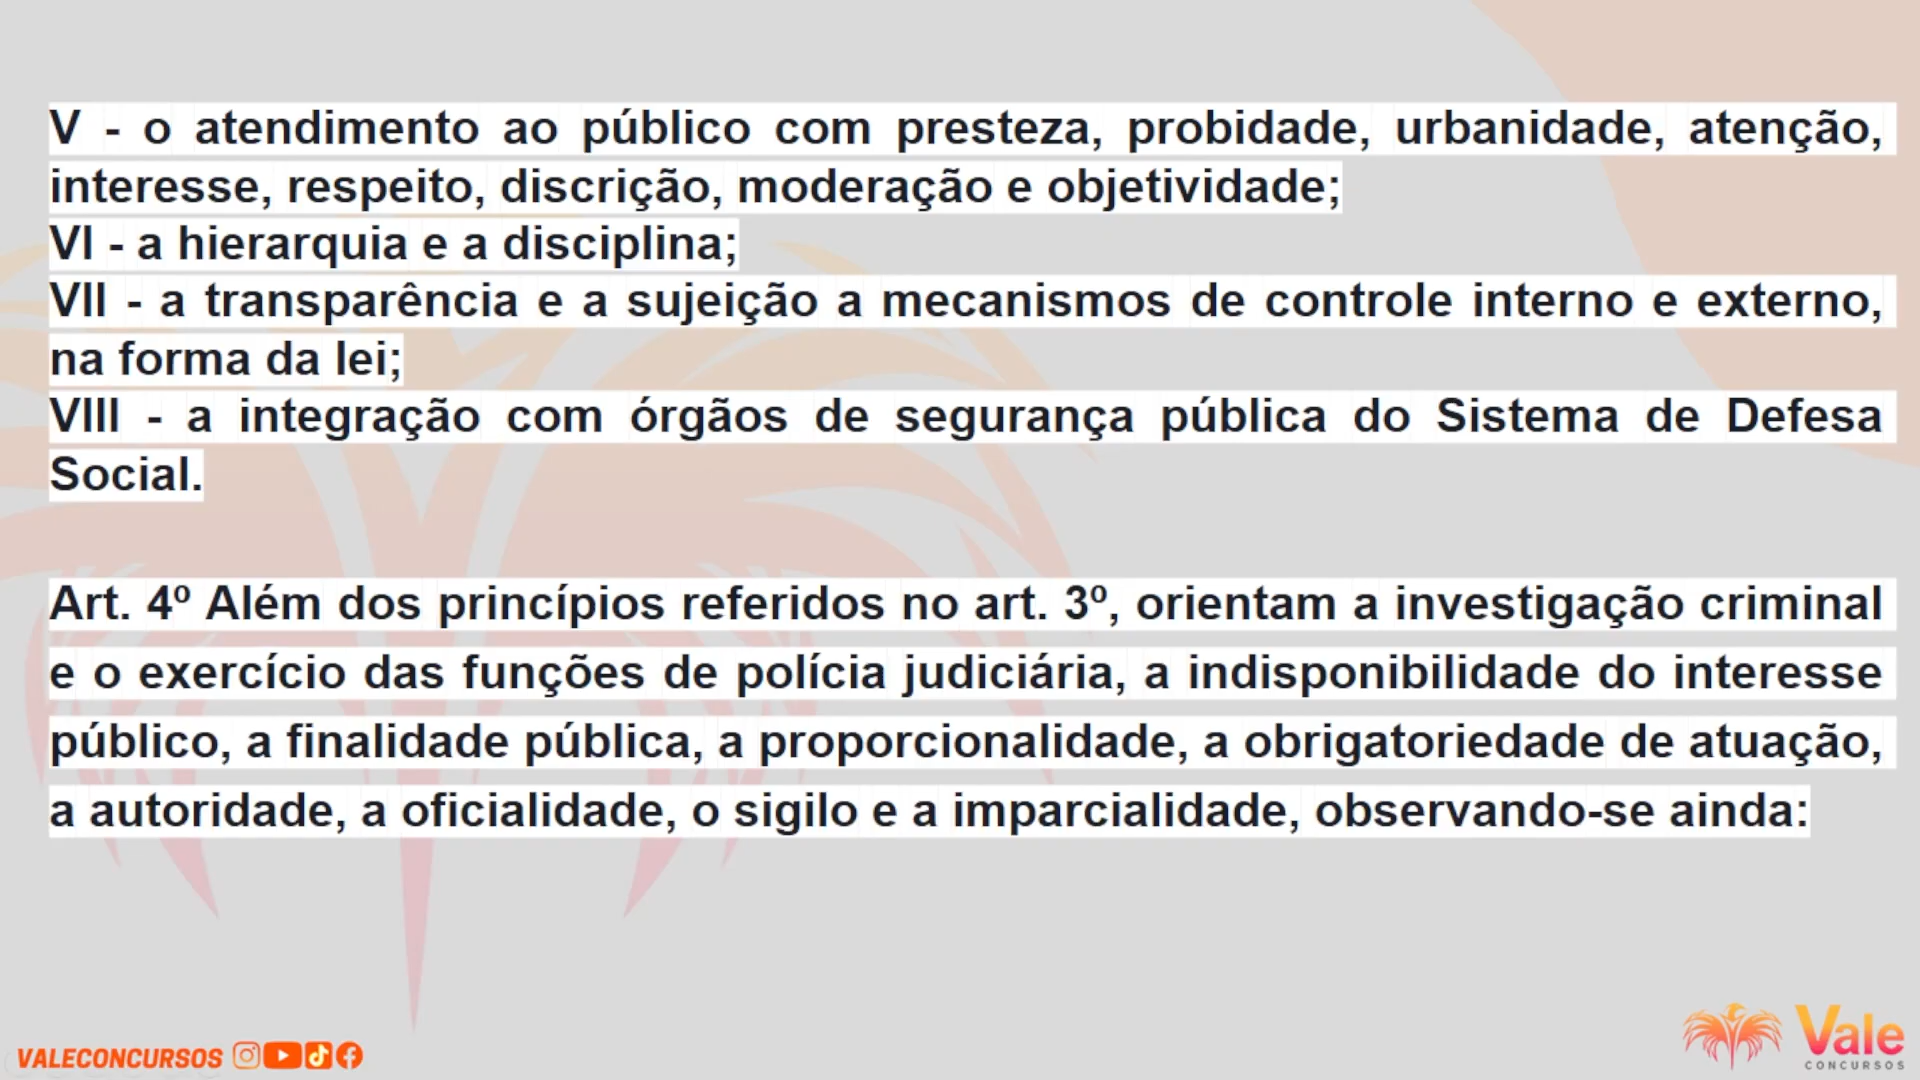 V - o atendimento ao público com presteza, probidade, urbanidade, atenção,
interesse, respeito, discrição, moderação e objetividade;
VI - a hierarquia e a disciplina;
VII - a transparência e a sujeição a mecanismos de controle interno e externo,
na forma da lei;
VIII - a integração com órgãos de segurança pública do Sistema de Defesa
Social.
Art. 4º Além dos princípios referidos no art. 3º, orientam a investigação criminal
e o exercício das funções de polícia judiciária, a indisponibilidade do interesse
público, a finalidade pública, a proporcionalidade, a obrigatoriedade de atuação,
a autoridade, a oficialidade, o sigilo e a imparcialidade, observando-se ainda:
VALECONCURSOS
Vale
CONCURSOS